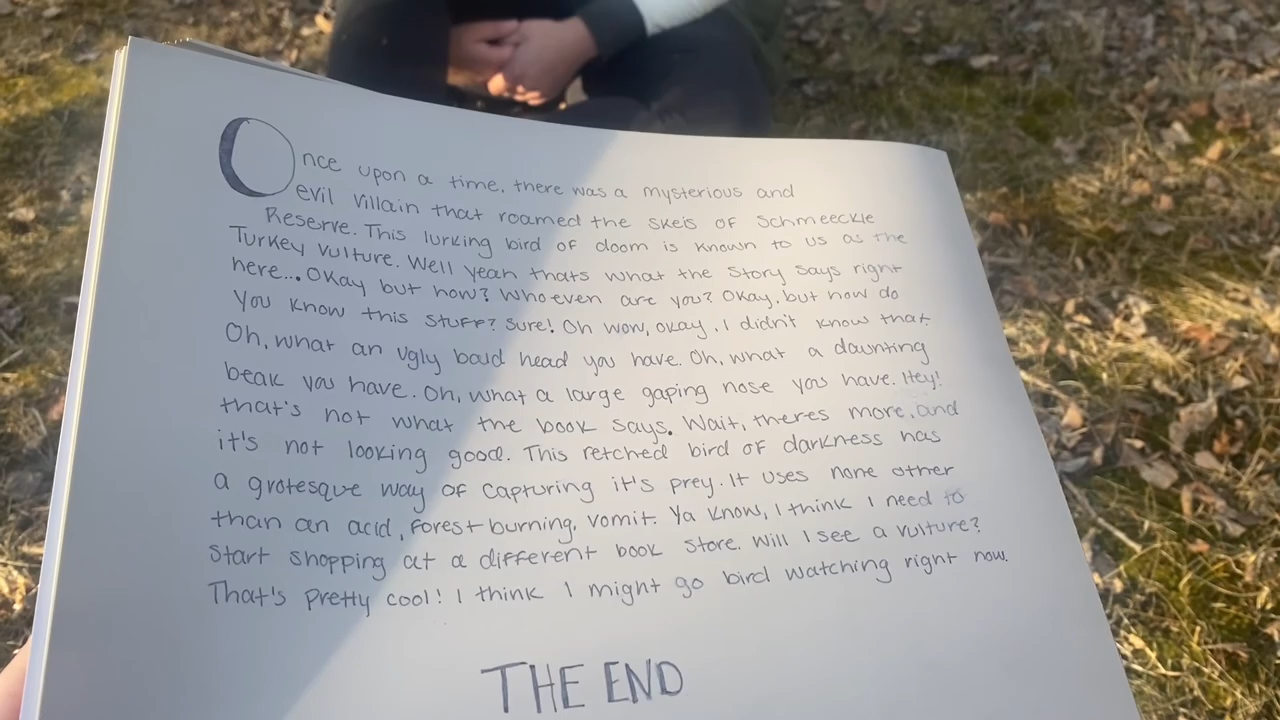 Once upon a time, there was a mysterious and
evil villain that roamed the skeis of Schmeeckle
Reserve. This lurking bird of doom is known to us as the
Turkey Vulture. Well yeah thats what the story says right
here... Okay but how? Who even are you? Okay, but how do
you know this stuff? Sure! Oh wow, okay, I didn't know that.
Oh, what an ugly bald head you have. Oh, what a daunting
beak you have. Oh, what a large gaping nose you have. Hey!
that's not what the book says. Wait, theres more, and
it's not looking good. This retched bird of darkness has
a grotesque way of capturing it's prey. It uses none other
than an acid, forest burning, vomit. Ya know, I think I need to
start shopping at a different book store. Will I see a vulture?
That's pretty cool! I think I might go bird watching right now.
THE END